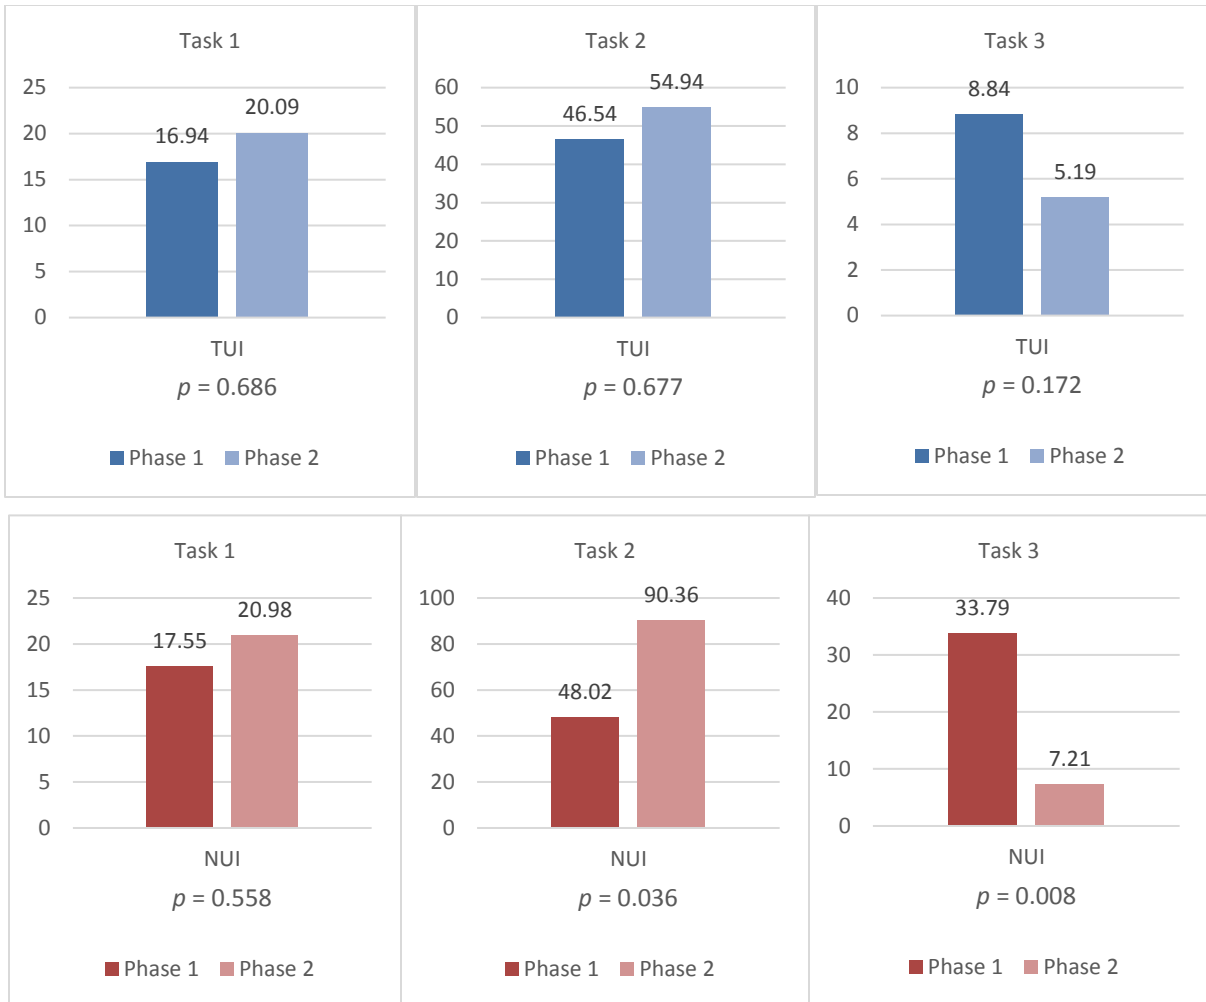 Task 1
25
20
15
10
5
0
16.94
20.09
TUI
p = 0.686
Phase 1 Phase 2
Task 2
60
50
40
30
20
10
0
46.54
54.94
TUI
p = 0.677
Phase 1 Phase 2
Task 3
10
8
6
4
2
0
8.84
5.19
TUI
p = 0.172
Phase 1 Phase 2
Task 1
25
20
15
10
5
0
17.55
20.98
NUI
p = 0.558
Phase 1 Phase 2
Task 2
100
80
60
40
20
0
48.02
90.36
NUI
p = 0.036
Phase 1 Phase 2
Task 3
40
30
20
10
0
33.79
7.21
NUI
p = 0.008
Phase 1 Phase 2